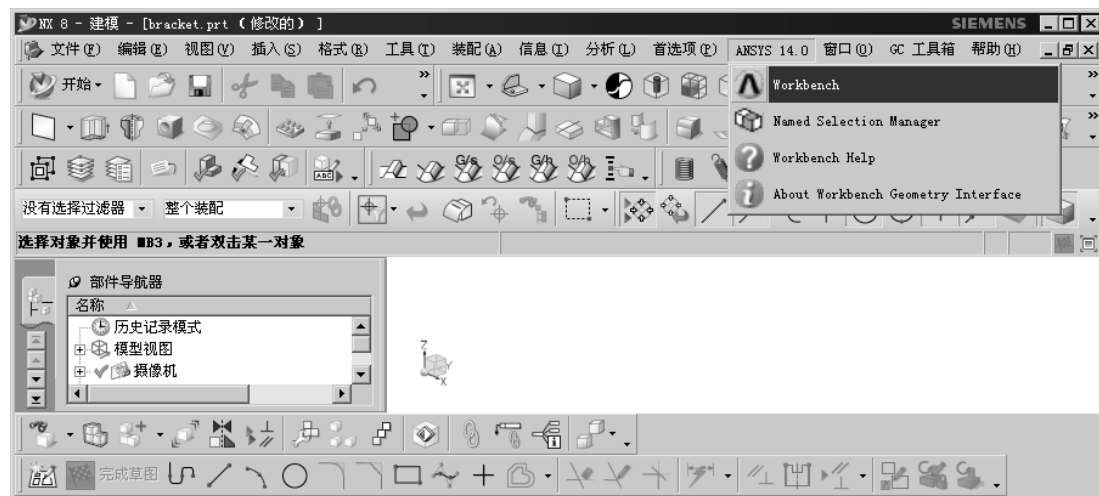 NX 8 - 建模 - [bracket.prt (修改的) ]
SIEMENS
文件(F) 编辑(E) 视图(V) 插入(S) 格式(R) 工具(T) 装配(A) 信息(I) 分析(L) 首选项(P) ANSYS 14.0 窗口(O) GC 工具箱 帮助(H)
开始
Workbench
Named Selection Manager
Workbench Help
About Workbench Geometry Interface
没有选择过滤器 整个装配
选择对象并使用 MB3，或者双击某一对象
部件导航器
名称
历史记录模式
模型视图
摄像机
Z
Y
X
完成草图